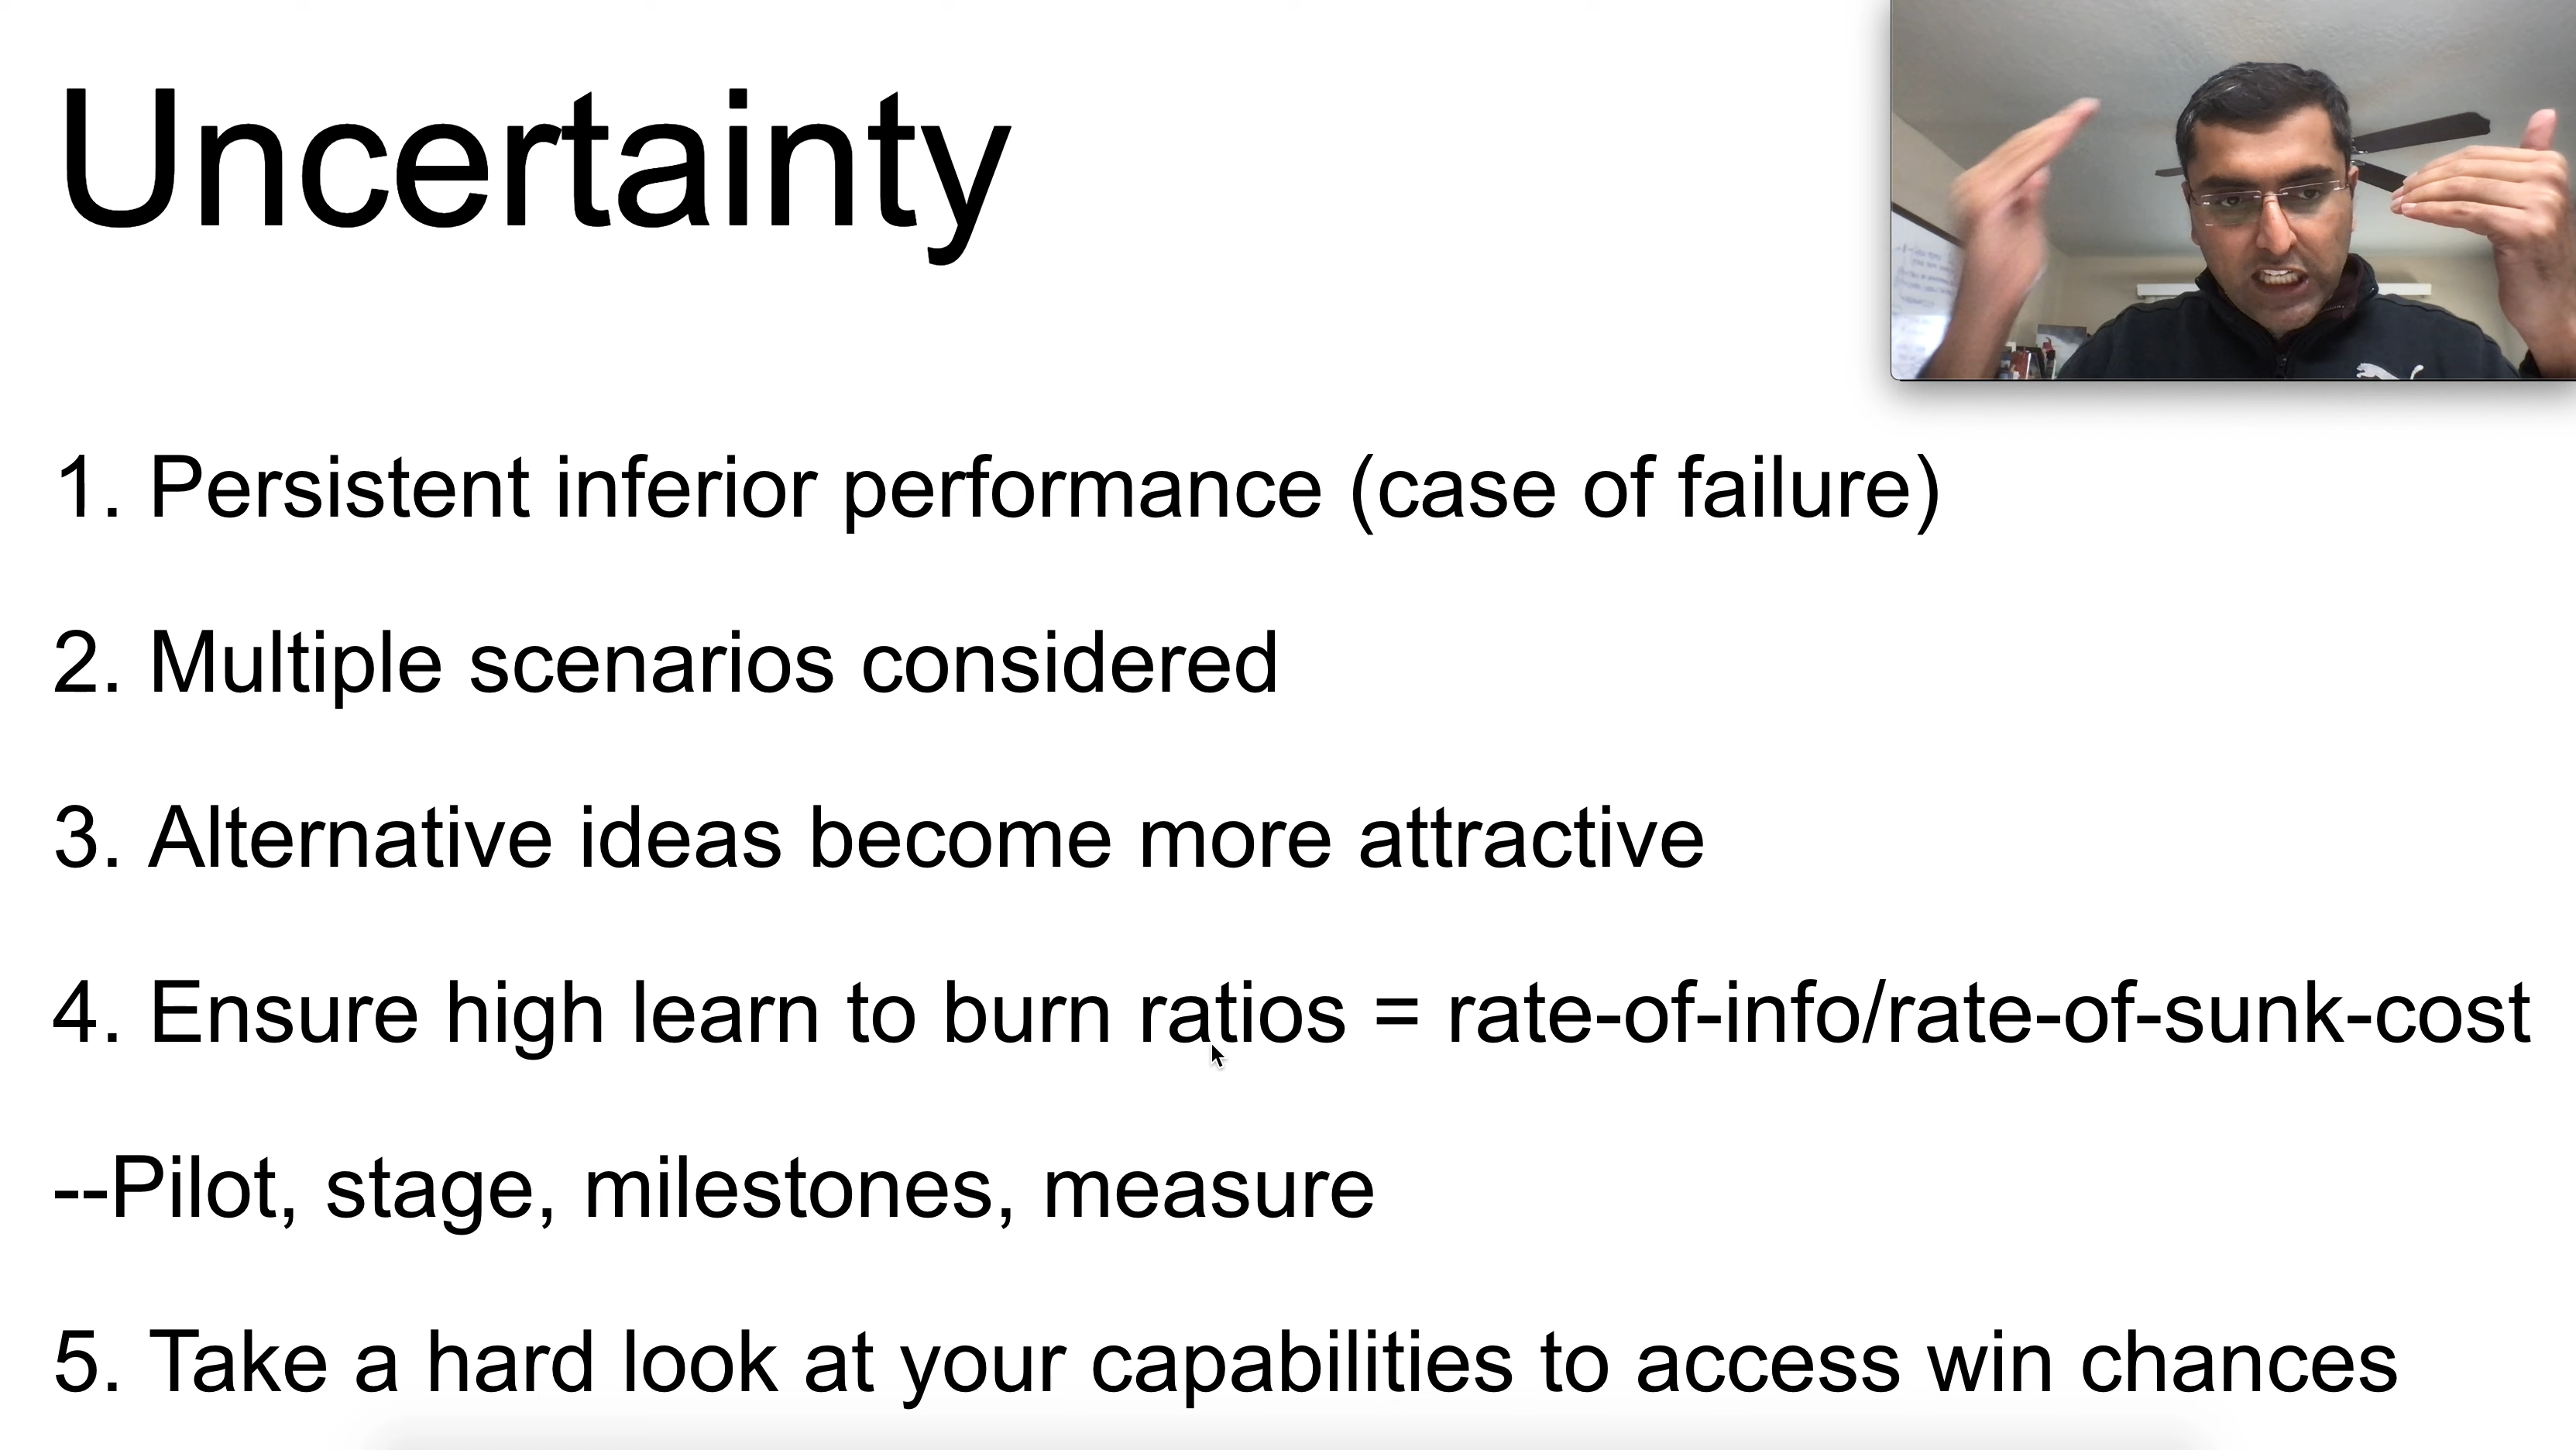 Uncertainty
1. Persistent inferior performance (case of failure)
2. Multiple scenarios considered
3. Alternative ideas become more attractive
4. Ensure high learn to burn ratios = rate-of-info/rate-of-sunk-cost
--Pilot, stage, milestones, measure
5. Take a hard look at your capabilities to access win chances